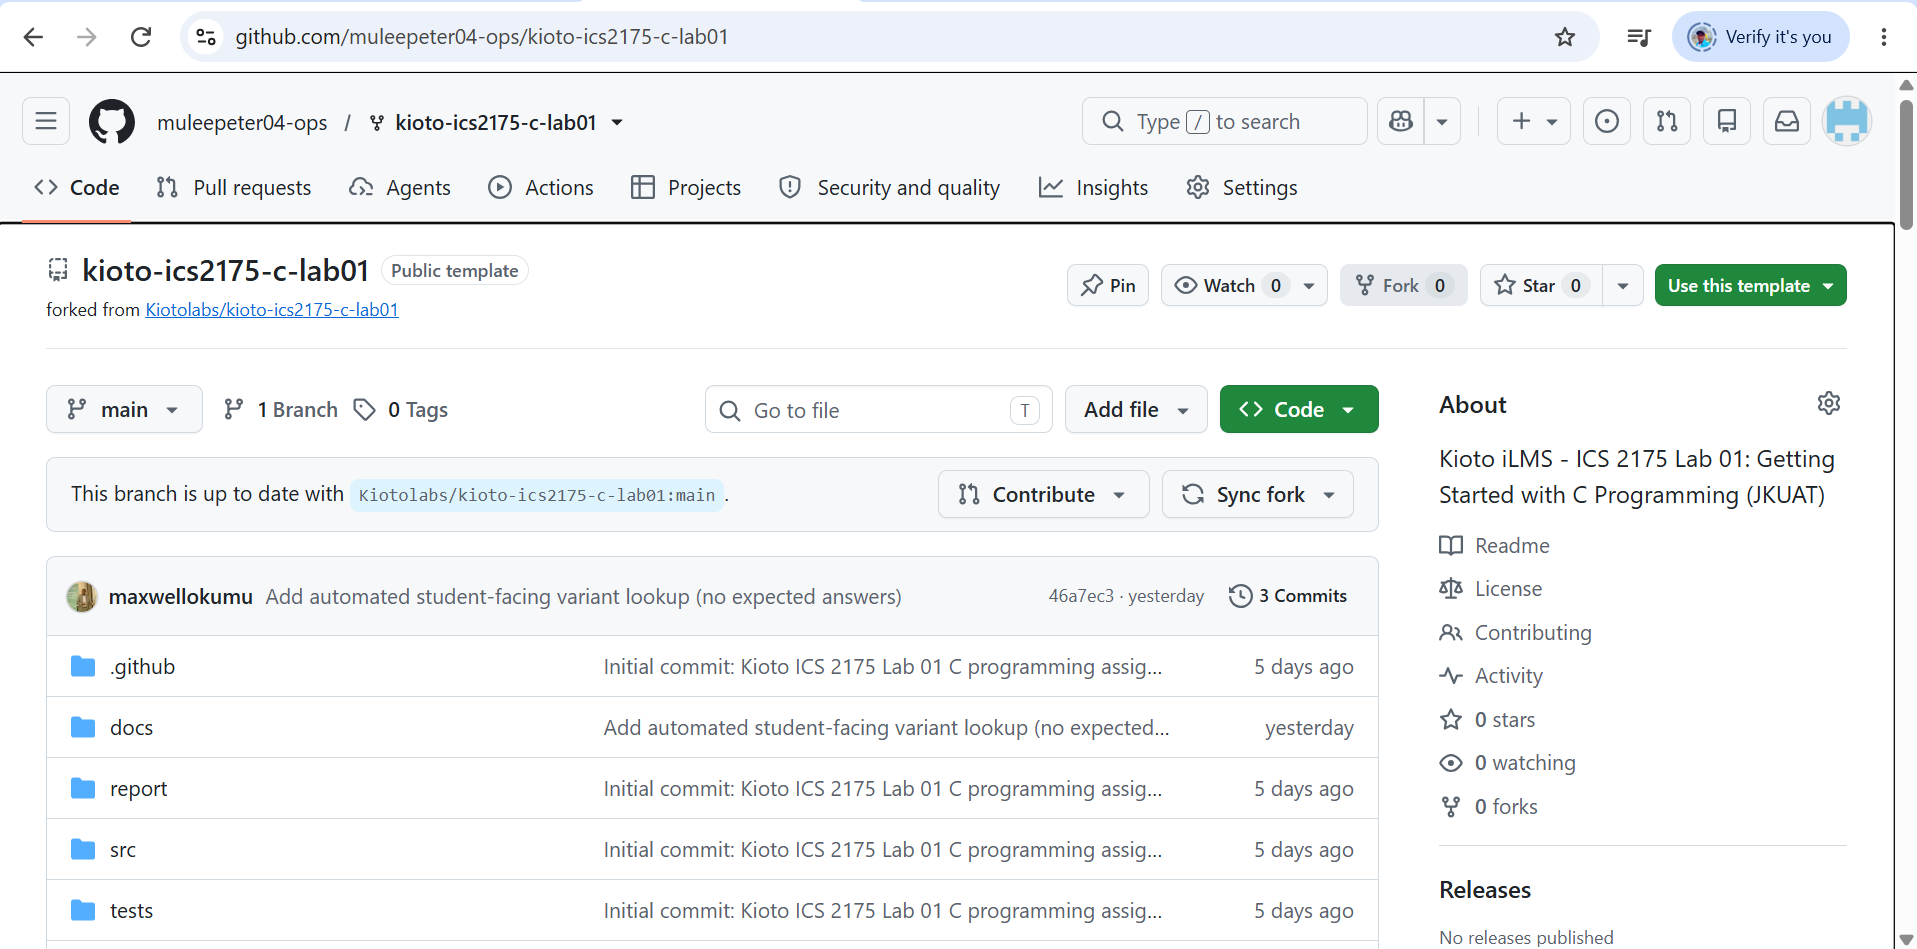 github.com/muleepeter04-ops/kioto-ics2175-c-lab01
Verify it's you
muleepeter04-ops / kioto-ics2175-c-lab01
Type / to search
Code
Pull requests
Agents
Actions
Projects
Security and quality
Insights
Settings
kioto-ics2175-c-lab01 Public template
forked from Kiotolabs/kioto-ics2175-c-lab01
Pin
Watch 0
Fork 0
Star 0
Use this template
main
1 Branch
0 Tags
Go to file T
Add file
Code
This branch is up to date with Kiotolabs/kioto-ics2175-c-lab01:main .
Contribute
Sync fork
maxwellokumu Add automated student-facing variant lookup (no expected answers) 46a7ec3 · yesterday 3 Commits
.github Initial commit: Kioto ICS 2175 Lab 01 C programming assig... 5 days ago
docs Add automated student-facing variant lookup (no expected... yesterday
report Initial commit: Kioto ICS 2175 Lab 01 C programming assig... 5 days ago
src Initial commit: Kioto ICS 2175 Lab 01 C programming assig... 5 days ago
tests Initial commit: Kioto ICS 2175 Lab 01 C programming assig... 5 days ago
About
Kioto iLMS - ICS 2175 Lab 01: Getting
Started with C Programming (JKUAT)
Readme
License
Contributing
Activity
0 stars
0 watching
0 forks
Releases
No releases published